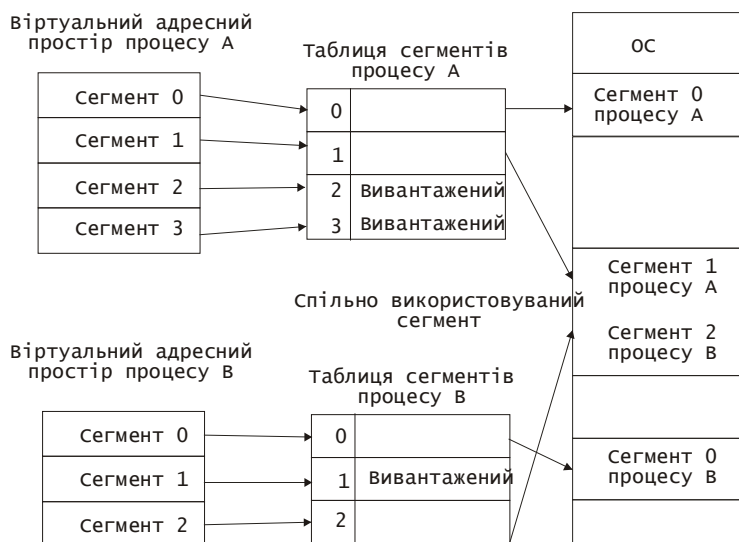 Віртуальний адресний
простір процесу А
Сегмент 0
Сегмент 1
Сегмент 2
Сегмент 3
Таблиця сегментів
процесу А
0
1
2 Вивантажений
3 Вивантажений
ОС
Сегмент 0
процесу А
Сегмент 1
процесу А
Спільно використовуваний
сегмент
Сегмент 2
процесу В
Сегмент 0
процесу В
Віртуальний адресний
простір процесу В
Сегмент 0
Сегмент 1
Сегмент 2
Таблиця сегментів
процесу В
0
1 Вивантажений
2